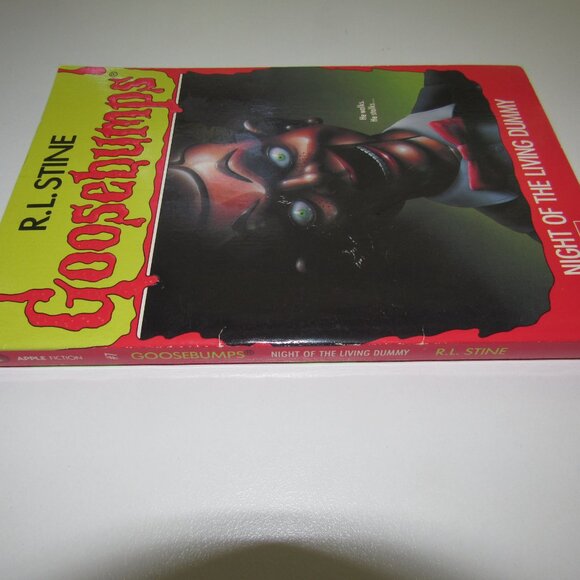 R.L. STINE
Goosebumps®
He walks.
He stalks...
NIGHT OF THE LIVING DUMMY
APPLE FICTION #7 GOOSEBUMPS® NIGHT OF THE LIVING DUMMY R.L. STINE